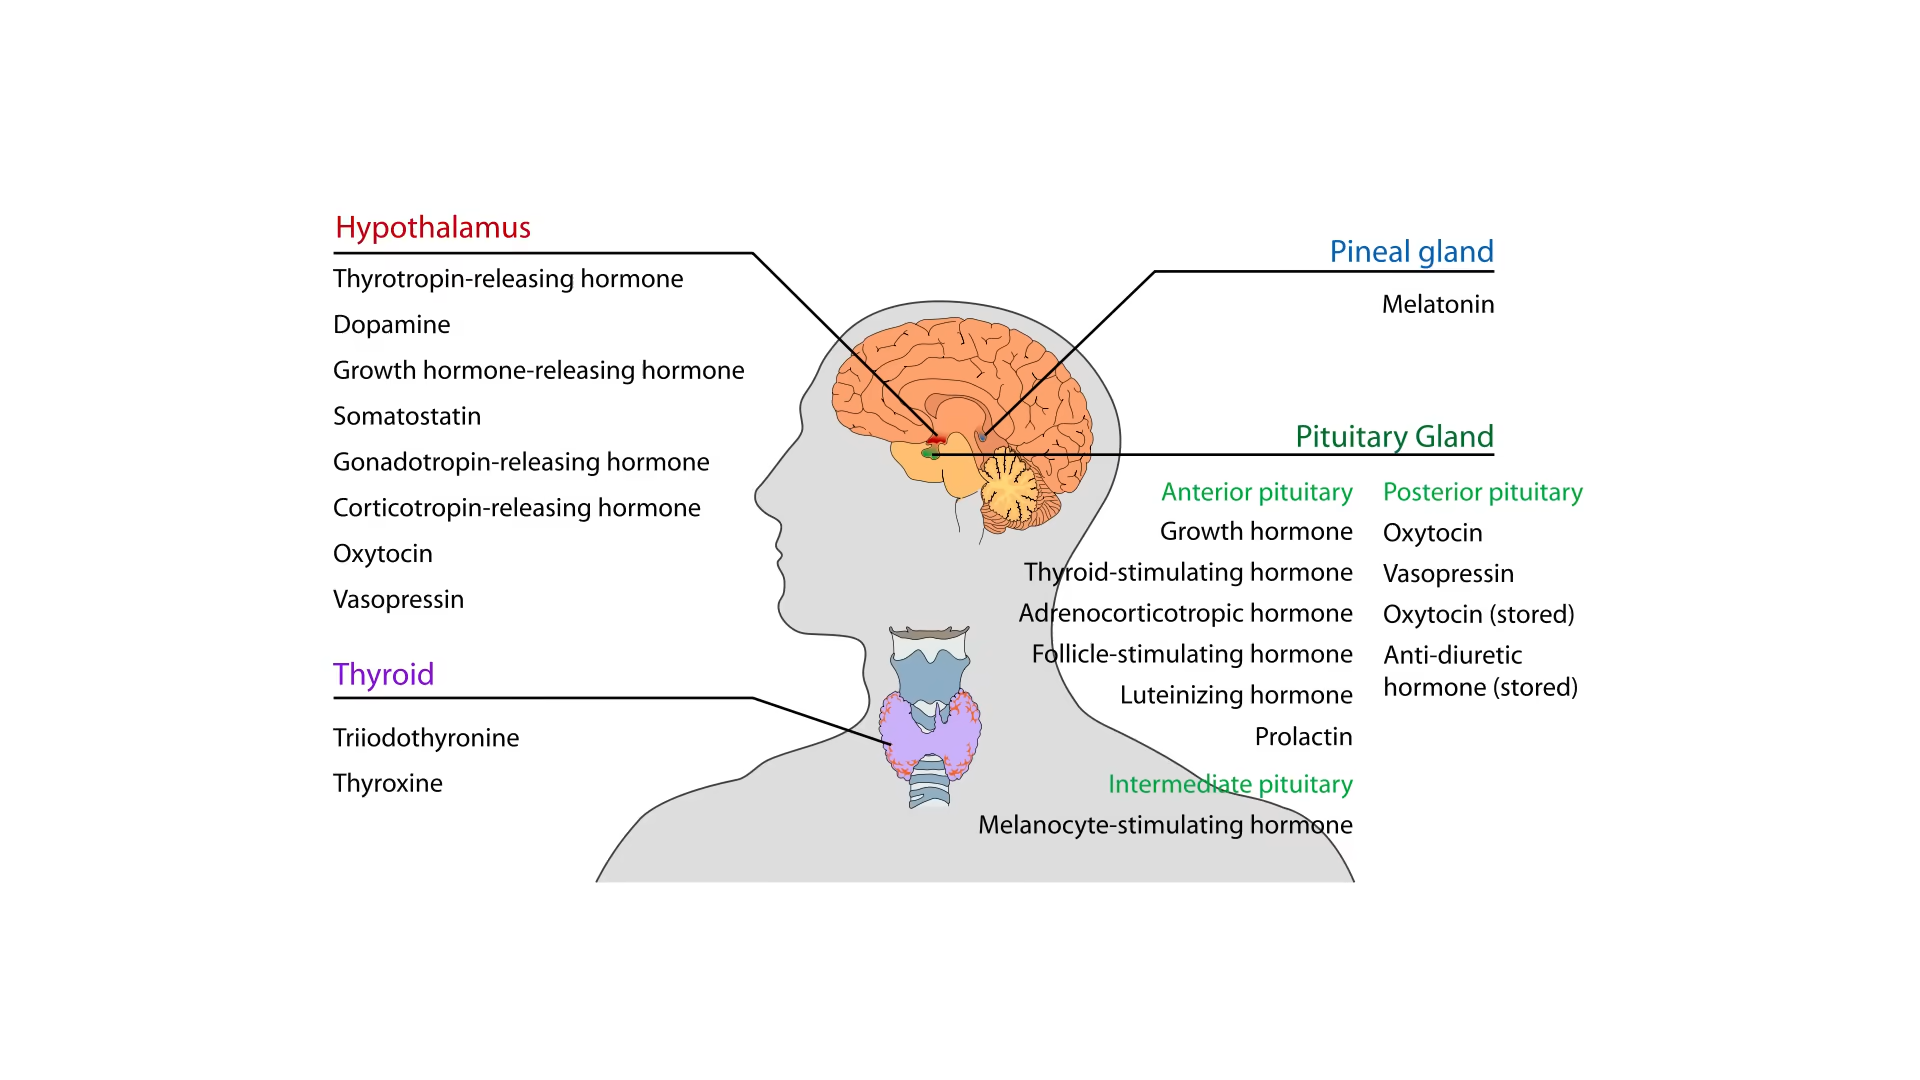 Hypothalamus
Thyrotropin-releasing hormone
Dopamine
Growth hormone-releasing hormone
Somatostatin
Gonadotropin-releasing hormone
Corticotropin-releasing hormone
Oxytocin
Vasopressin
Thyroid
Triiodothyronine
Thyroxine
Pineal gland
Melatonin
Pituitary Gland
Anterior pituitary
Growth hormone
Thyroid-stimulating hormone
Adrenocorticotropic hormone
Follicle-stimulating hormone
Luteinizing hormone
Prolactin
Intermediate pituitary
Melanocyte-stimulating hormone
Posterior pituitary
Oxytocin
Vasopressin
Oxytocin (stored)
Anti-diuretic
hormone (stored)